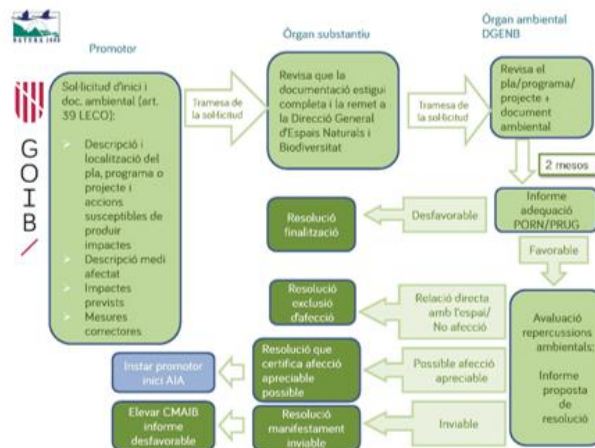 NATURA 2000
GOIB
Promotor
Òrgan substantiu
Òrgan ambiental
DGENB
Sol·licitud d'inici i
doc. ambiental (art.
39 LECO):
Descripció i
localització del
pla, programa o
projecte i
accions
susceptibles de
produir
impactes
Descripció medi
afectat
Impactes
prevists
Mesures
correctores
Tramesa de
la sol·licitud
Revisa que la
documentació estigui
completa i la remet a
la Direcció General
d'Espais Naturals i
Biodiversitat
Tramesa de
la sol·licitud
Revisa el
pla/programa/
projecte +
document
ambiental
2 mesos
Informe
adequació
PORN/PRUG
Desfavorable
Resolució
finalització
Favorable
Avaluació
repercussions
ambientals:
Informe
proposta
de
resolució
Relació directa
amb l'espai/
No afecció
Resolució
exclusió
d'afecció
Possible afecció
apreciable
Resolució que
certifica afecció
apreciable
possible
Instar promotor
inici AIA
Inviable
Resolució
manifestament
inviable
Elevar CMAIB
informe
desfavorable